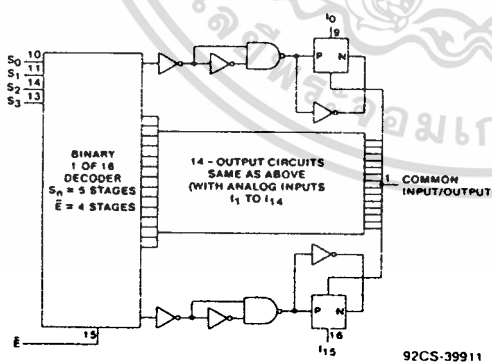 I0
9
P N
S0 10
S1 11
S2 14
S3 13
BINARY
1 OF 16
DECODER
Sn = 5 STAGES
Ē = 4 STAGES
14 - OUTPUT CIRCUITS
SAME AS ABOVE
(WITH ANALOG INPUTS
I1 TO I14
1 COMMON
INPUT/OUTPUT
P N
16
I15
15
Ē
92CS-39911